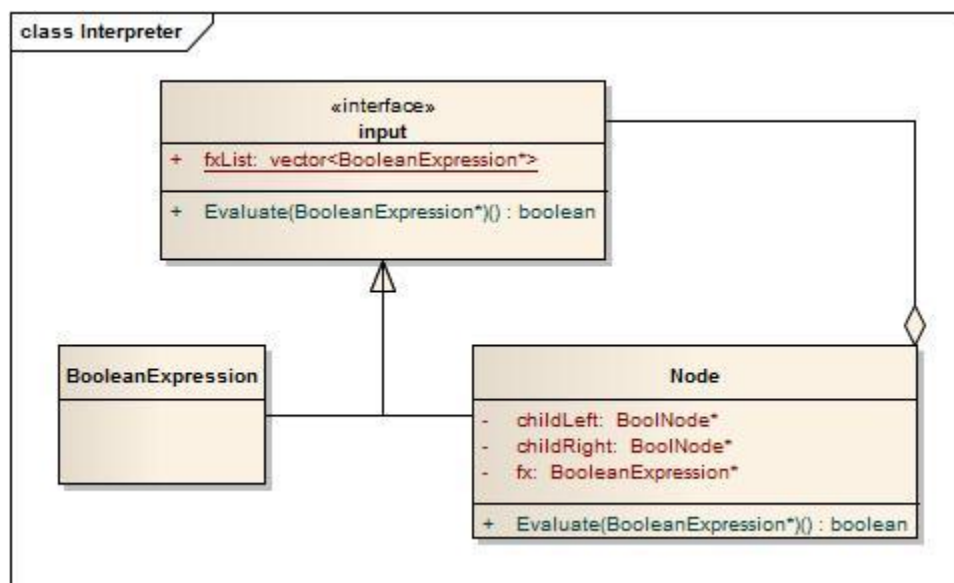 class Interpreter
«interface»
input
+ fxList: vector<BooleanExpression*>
+ Evaluate(BooleanExpression*)() : boolean
BooleanExpression
Node
- childLeft: BoolNode*
- childRight: BoolNode*
- fx: BooleanExpression*
+ Evaluate(BooleanExpression*)() : boolean